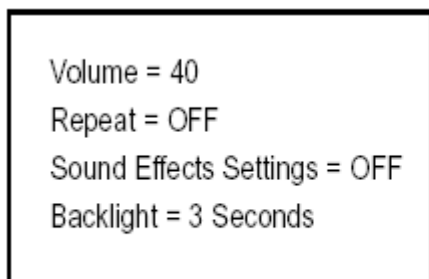 Volume = 40
Repeat = OFF
Sound Effects Settings = OFF
Backlight = 3 Seconds